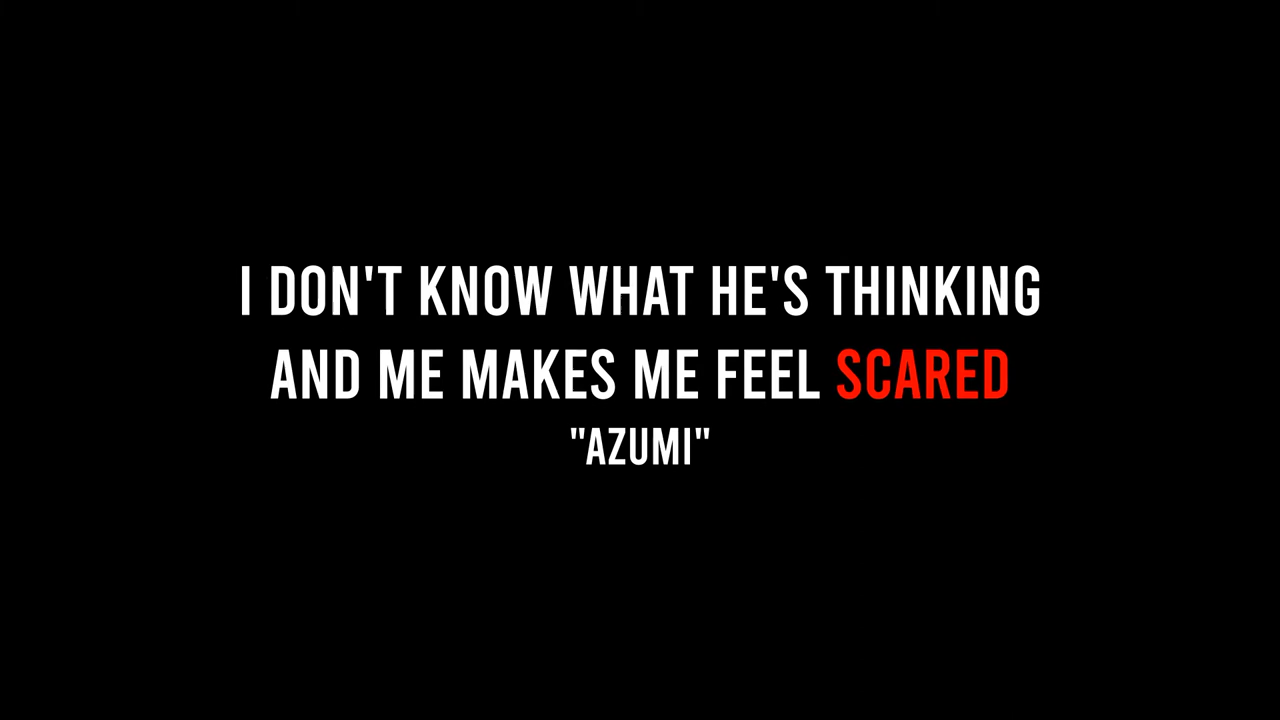 I DON'T KNOW WHAT HE'S THINKING
AND ME MAKES ME FEEL SCARED
"AZUMI"